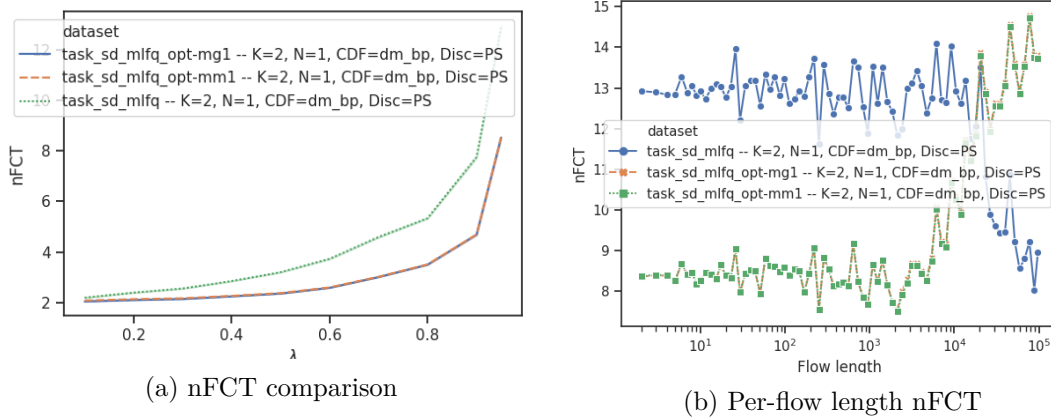 dataset
task_sd_mlfq_opt-mg1 -- K=2, N=1, CDF=dm_bp, Disc=PS
task_sd_mlfq_opt-mm1 -- K=2, N=1, CDF=dm_bp, Disc=PS
task_sd_mlfq -- K=2, N=1, CDF=dm_bp, Disc=PS
12
10
8
6
4
2
nFCT
0.2
0.4
0.6
0.8
λ
(a) nFCT comparison
15
14
13
12
11
10
9
8
nFCT
dataset
task_sd_mlfq -- K=2, N=1, CDF=dm_bp, Disc=PS
task_sd_mlfq_opt-mg1 -- K=2, N=1, CDF=dm_bp, Disc=PS
task_sd_mlfq_opt-mm1 -- K=2, N=1, CDF=dm_bp, Disc=PS
10¹
10²
10³
10⁴
10⁵
Flow length
(b) Per-flow length nFCT